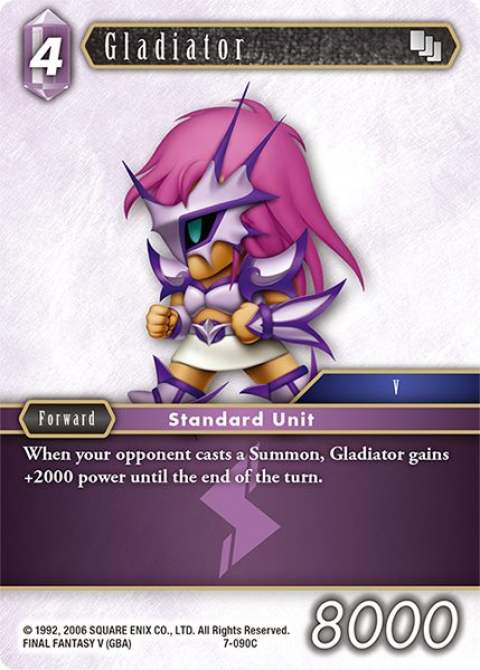 4
Gladiator
V
Forward
Standard Unit
When your opponent casts a Summon, Gladiator gains
+2000 power until the end of the turn.
© 1992, 2006 SQUARE ENIX CO., LTD. All Rights Reserved.
FINAL FANTASY V (GBA) 7-090C
8000